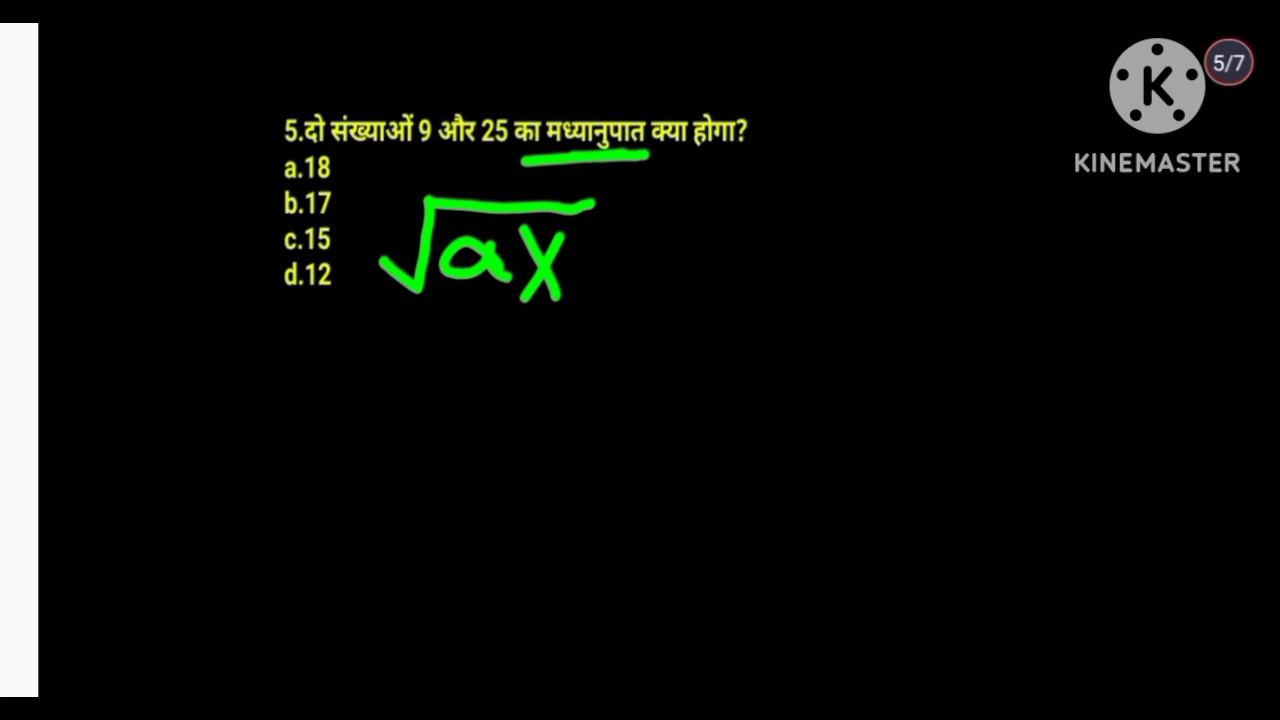 5/7
KINEMASTER
5.दो संख्याओं 9 और 25 का मध्यानुपात क्या होगा?
a.18
b.17
c.15
d.12
√ax